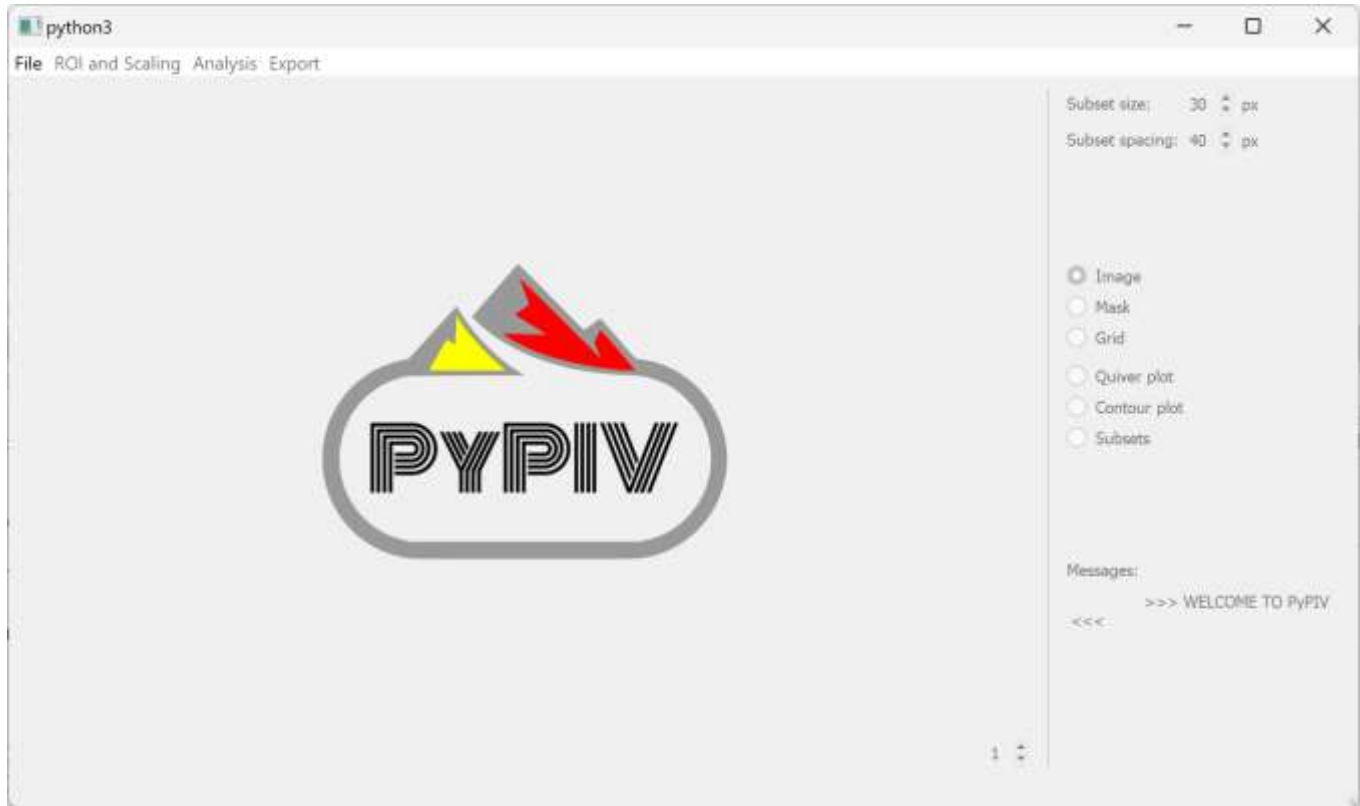 python3
File ROI and Scaling Analysis Export
Subset size: 30 px
Subset spacing: 40 px
Image
Mask
Grid
Quiver plot
Contour plot
Subsets
PyPIV
Messages:
>>> WELCOME TO PyPIV
<<<
1